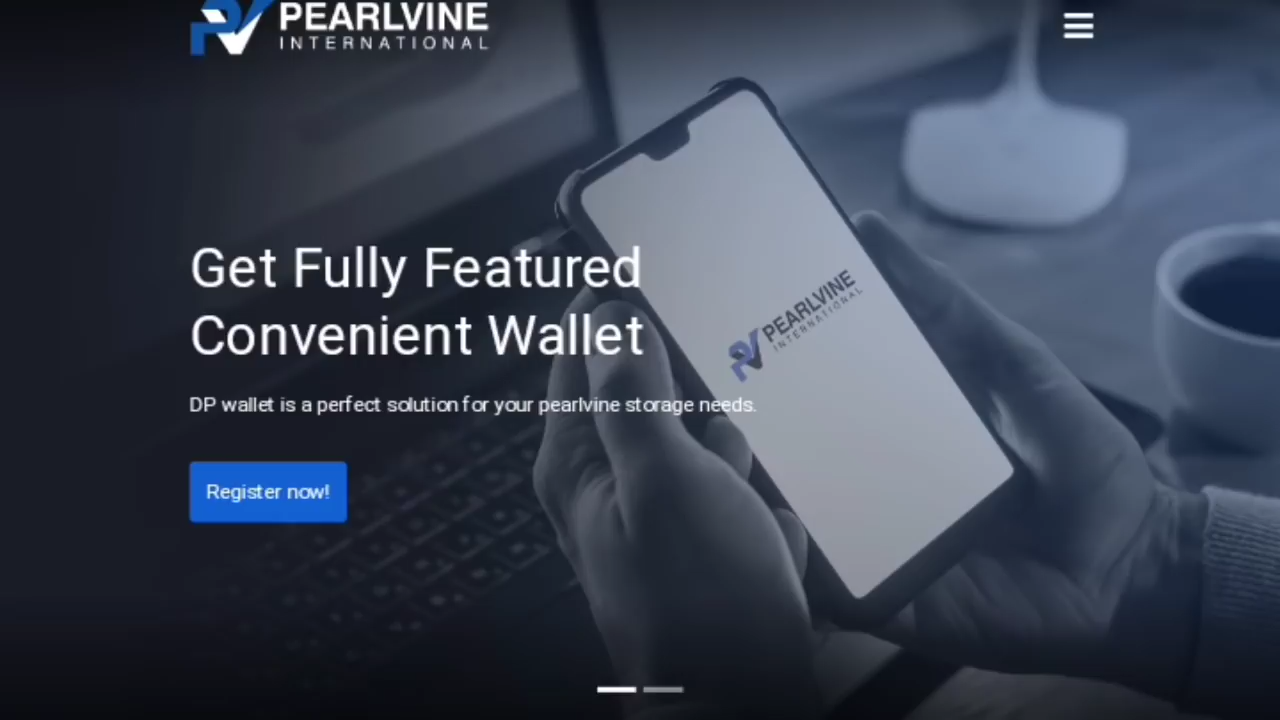 PEARLVINE
INTERNATIONAL
PEARLVINE
INTERNATIONAL
Get Fully Featured
Convenient Wallet
DP wallet is a perfect solution for your pearlvine storage needs.
Register now!